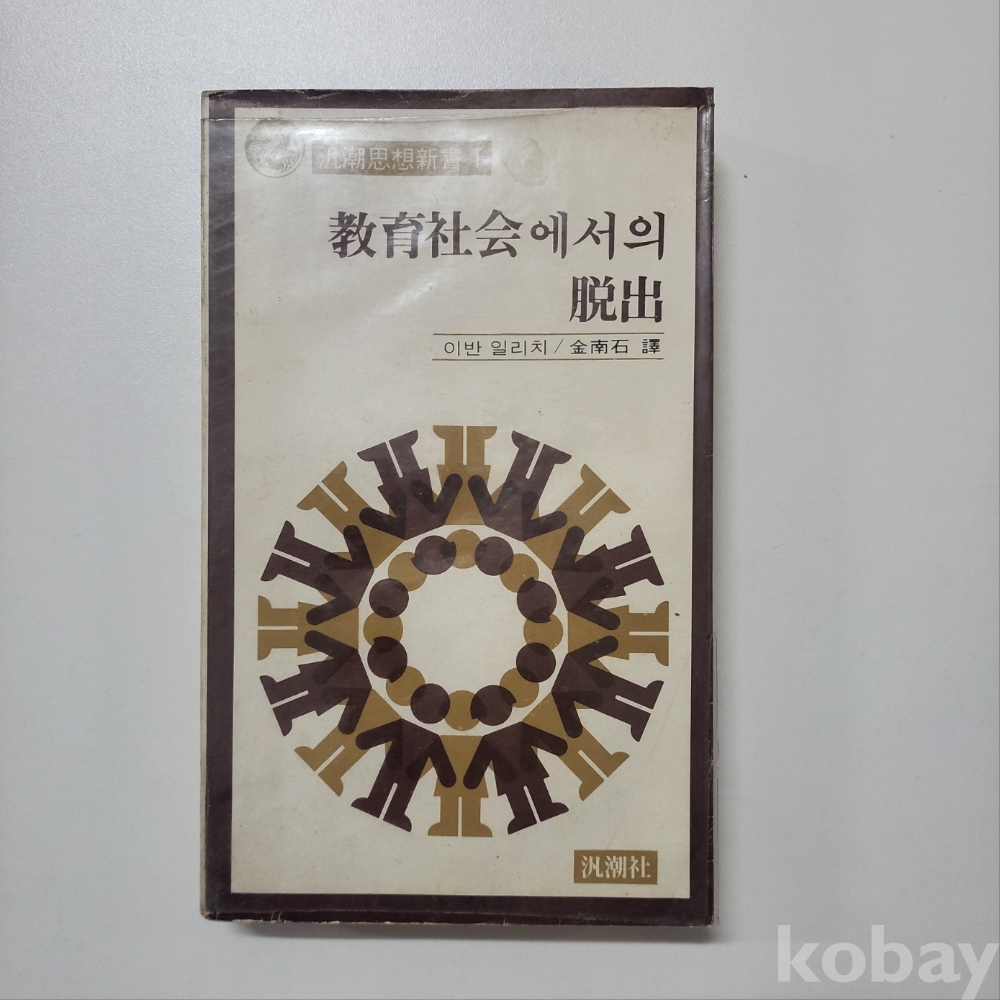 汎潮思想新書
教育社会에서의
脱出
이반 일리치/金南石 譯
汎潮社
kobay